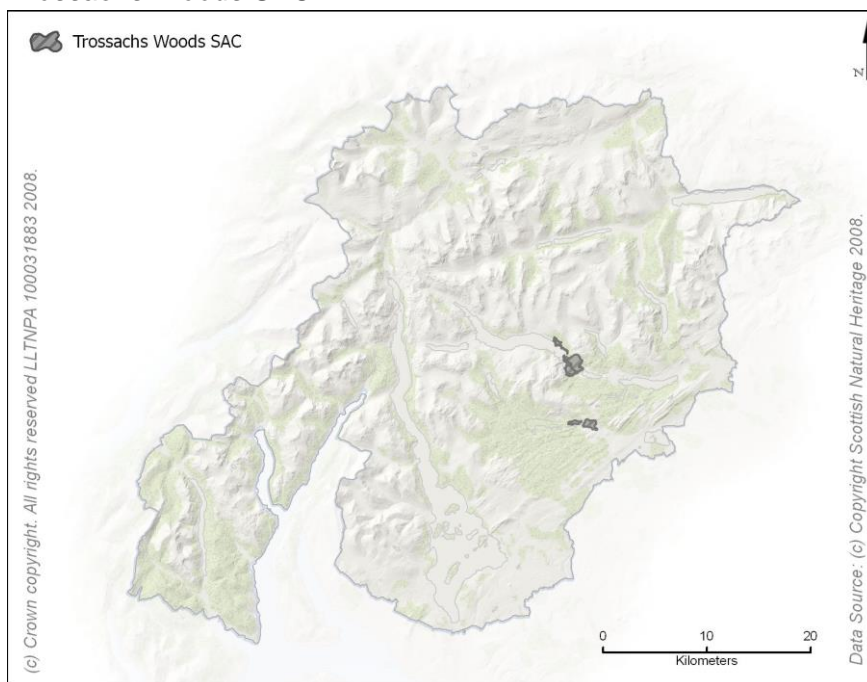 Trossachs Woods SAC
N
(c) Crown copyright. All rights reserved LLTNPA 100031883 2008.
Data Source: (c) Copyright Scottish Natural Heritage 2008.
0 10 20
Kilometers